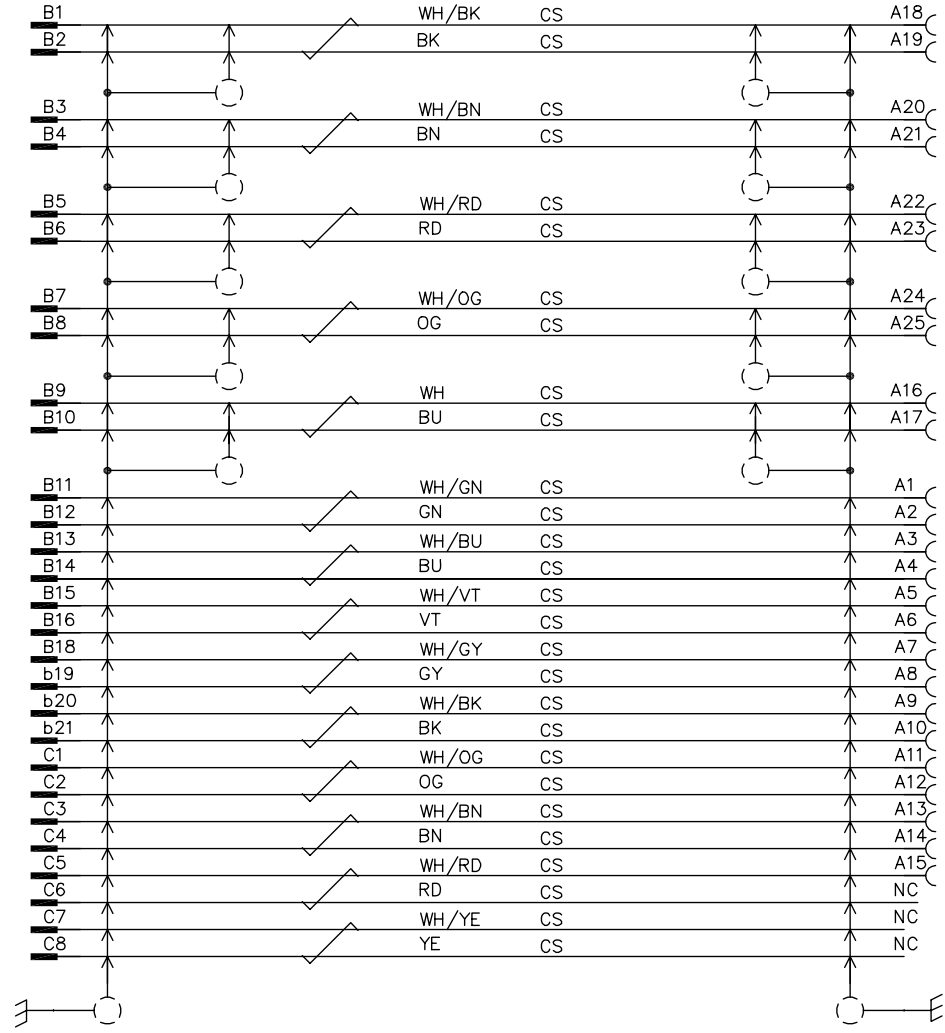 B1 WH/BK CS A18
B2 BK CS A19
B3 WH/BN CS A20
B4 BN CS A21
B5 WH/RD CS A22
B6 RD CS A23
B7 WH/OG CS A24
B8 OG CS A25
B9 WH CS A16
B10 BU CS A17
B11 WH/GN CS A1
B12 GN CS A2
B13 WH/BU CS A3
B14 BU CS A4
B15 WH/VT CS A5
B16 VT CS A6
B18 WH/GY CS A7
b19 GY CS A8
b20 WH/BK CS A9
b21 BK CS A10
C1 WH/OG CS A11
C2 OG CS A12
C3 WH/BN CS A13
C4 BN CS A14
C5 WH/RD CS A15
C6 RD CS NC
C7 WH/YE CS NC
C8 YE CS NC